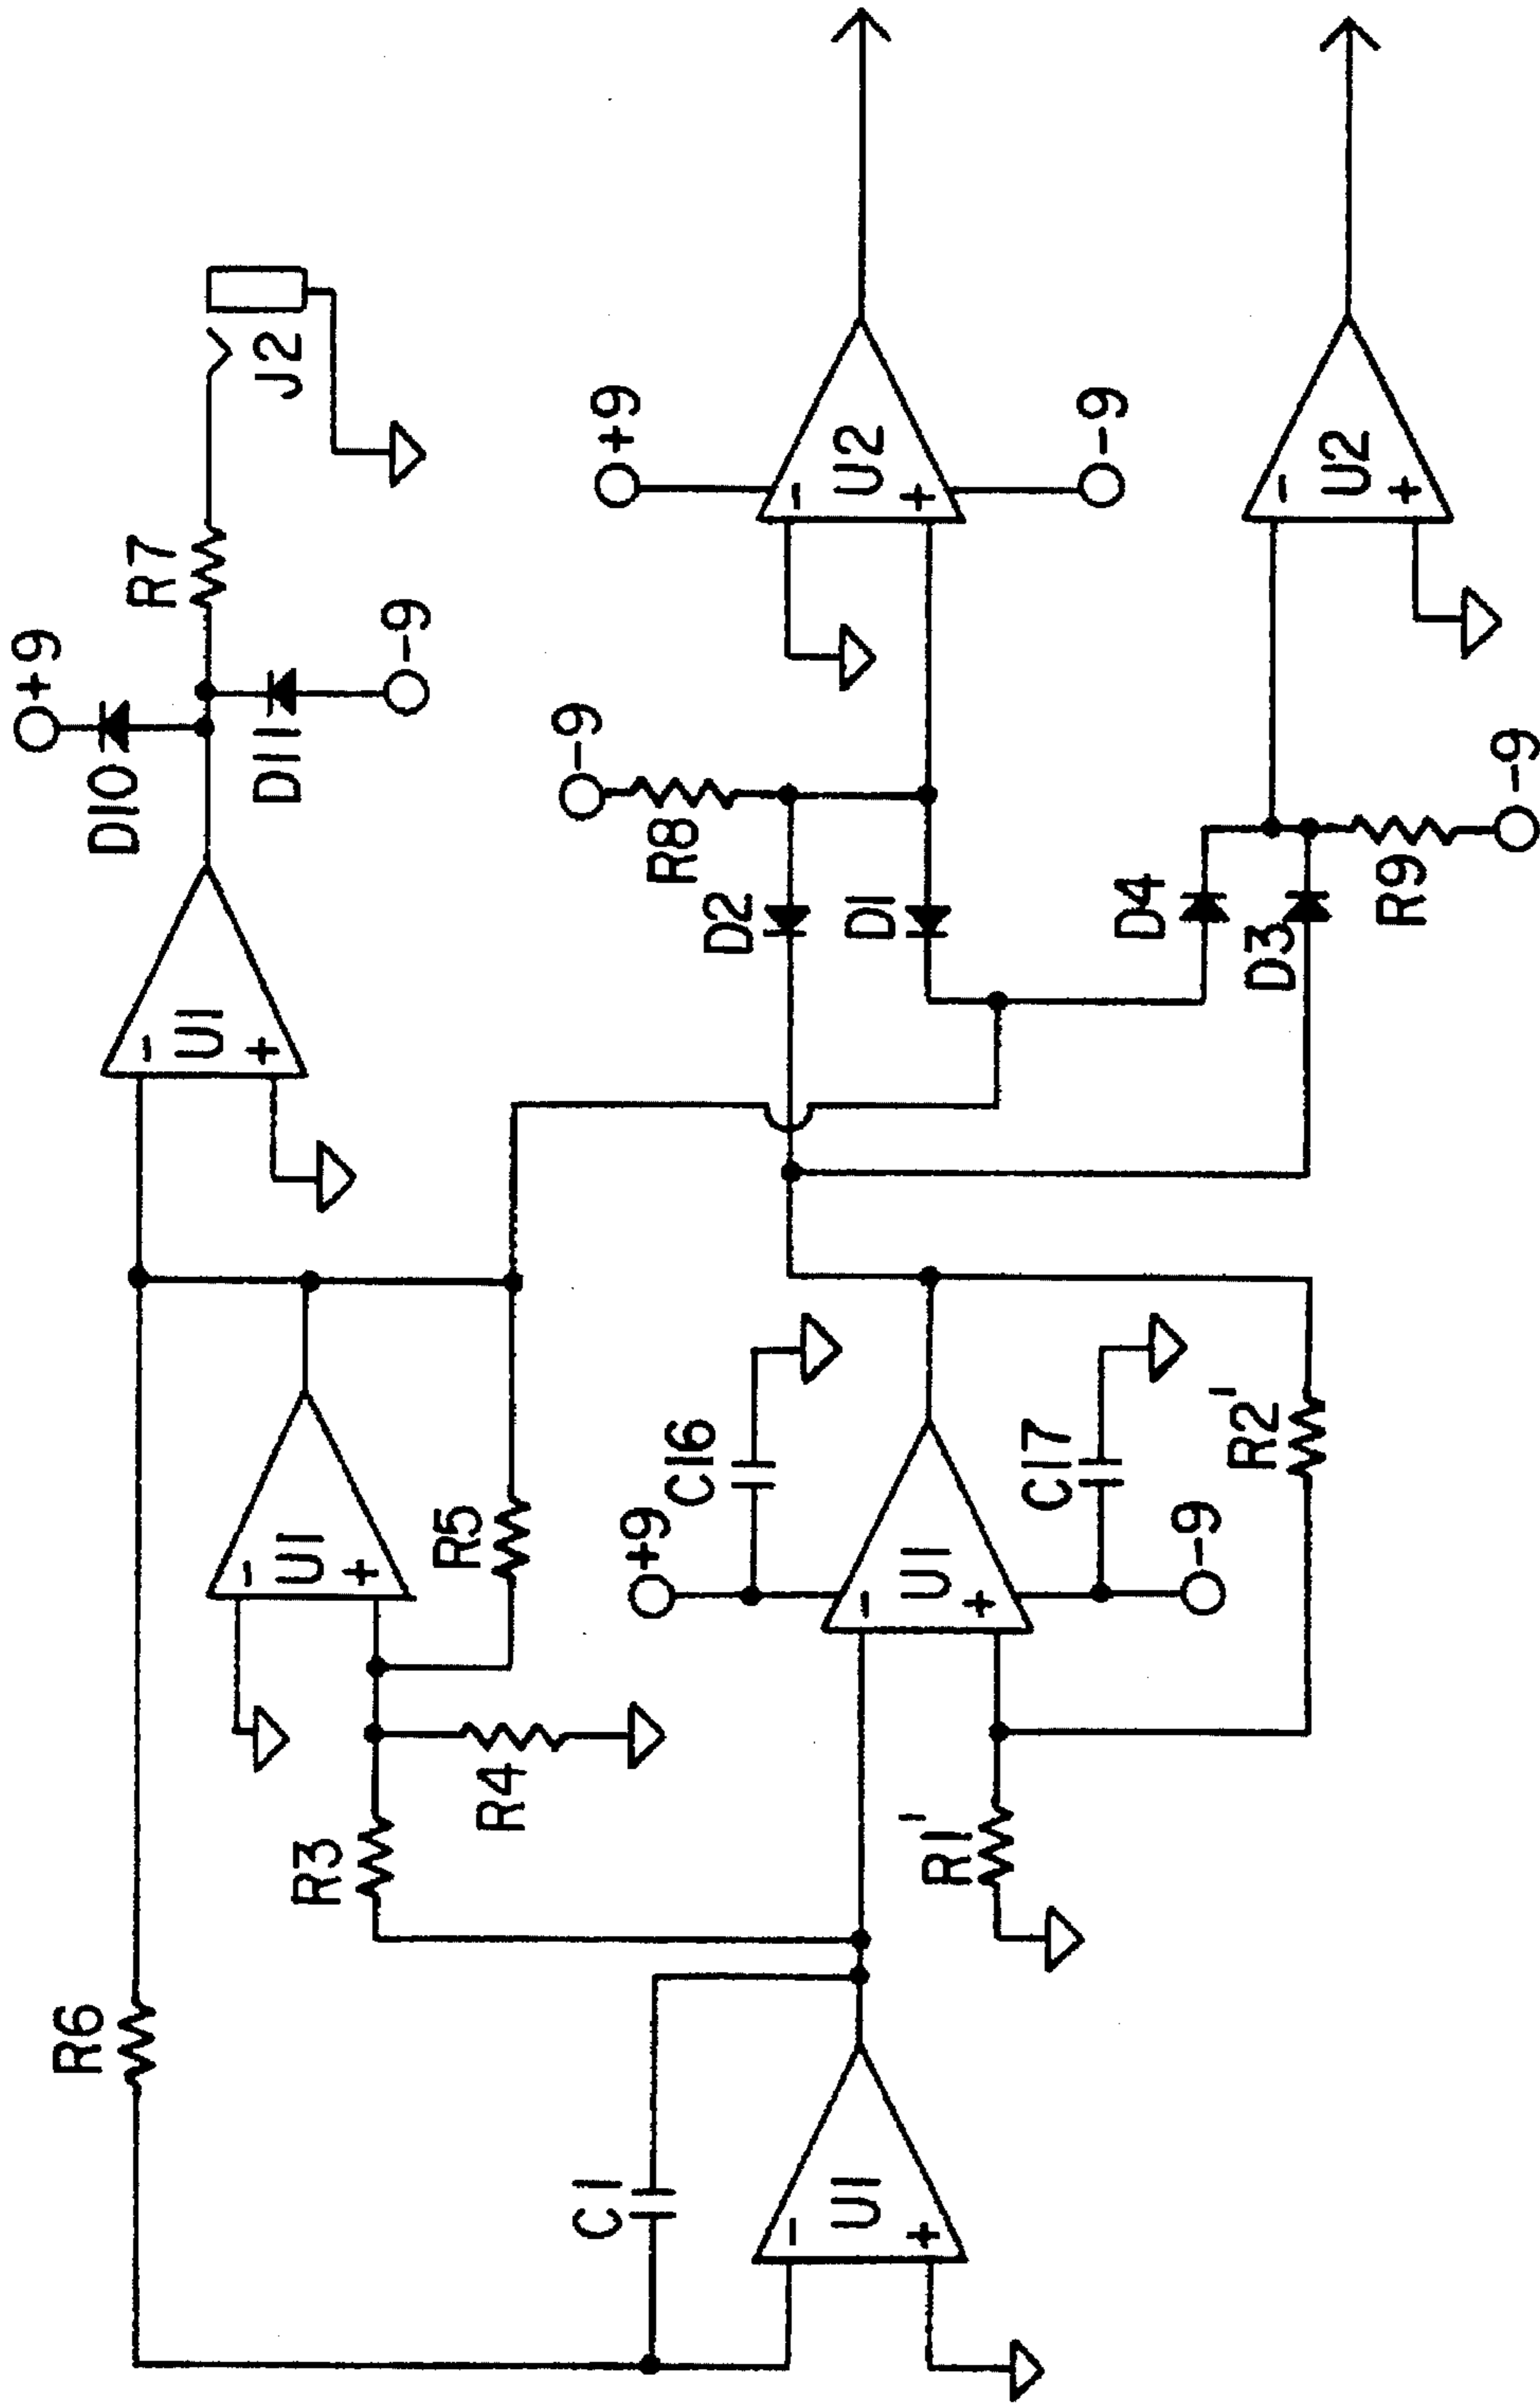 +9
D10
R7
D11
-9
J2
-
U1
+
-9
R8
D2
D1
+9
-
U2
+
-9
D4
D3
R9
-9
-
U2
+
R6
-
U1
+
R5
R3
R4
+9
C16
-
U1
+
C17
-9
R1'
R2'
C1
-
U1
+